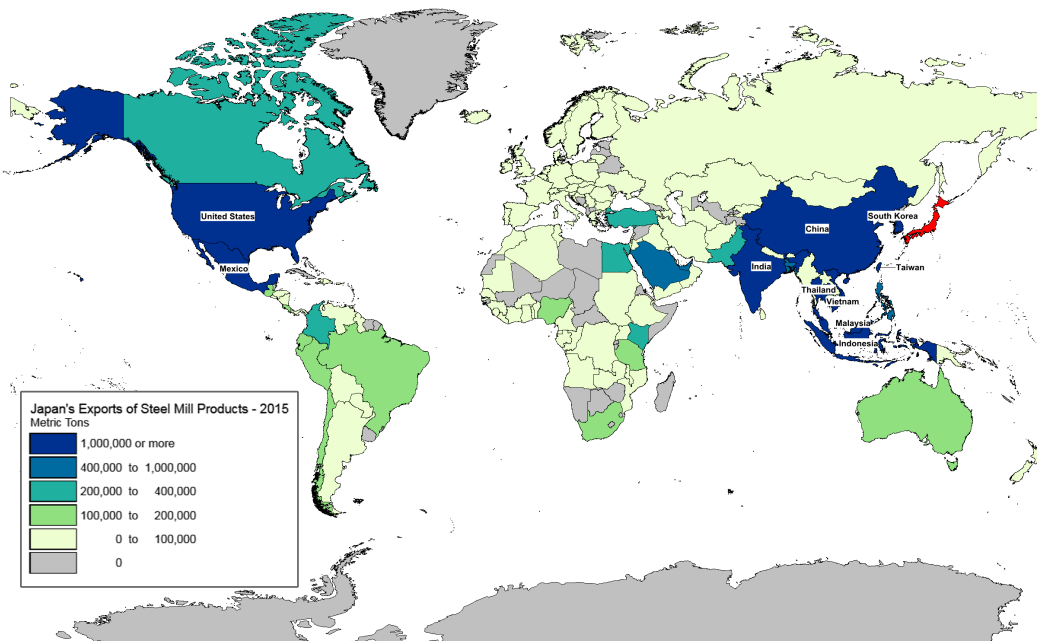 United States
Mexico
South Korea
China
India
Taiwan
Thailand
Vietnam
Malaysia
Indonesia
Japan's Exports of Steel Mill Products - 2015
Metric Tons
1,000,000 or more
400,000 to 1,000,000
200,000 to 400,000
100,000 to 200,000
0 to 100,000
0